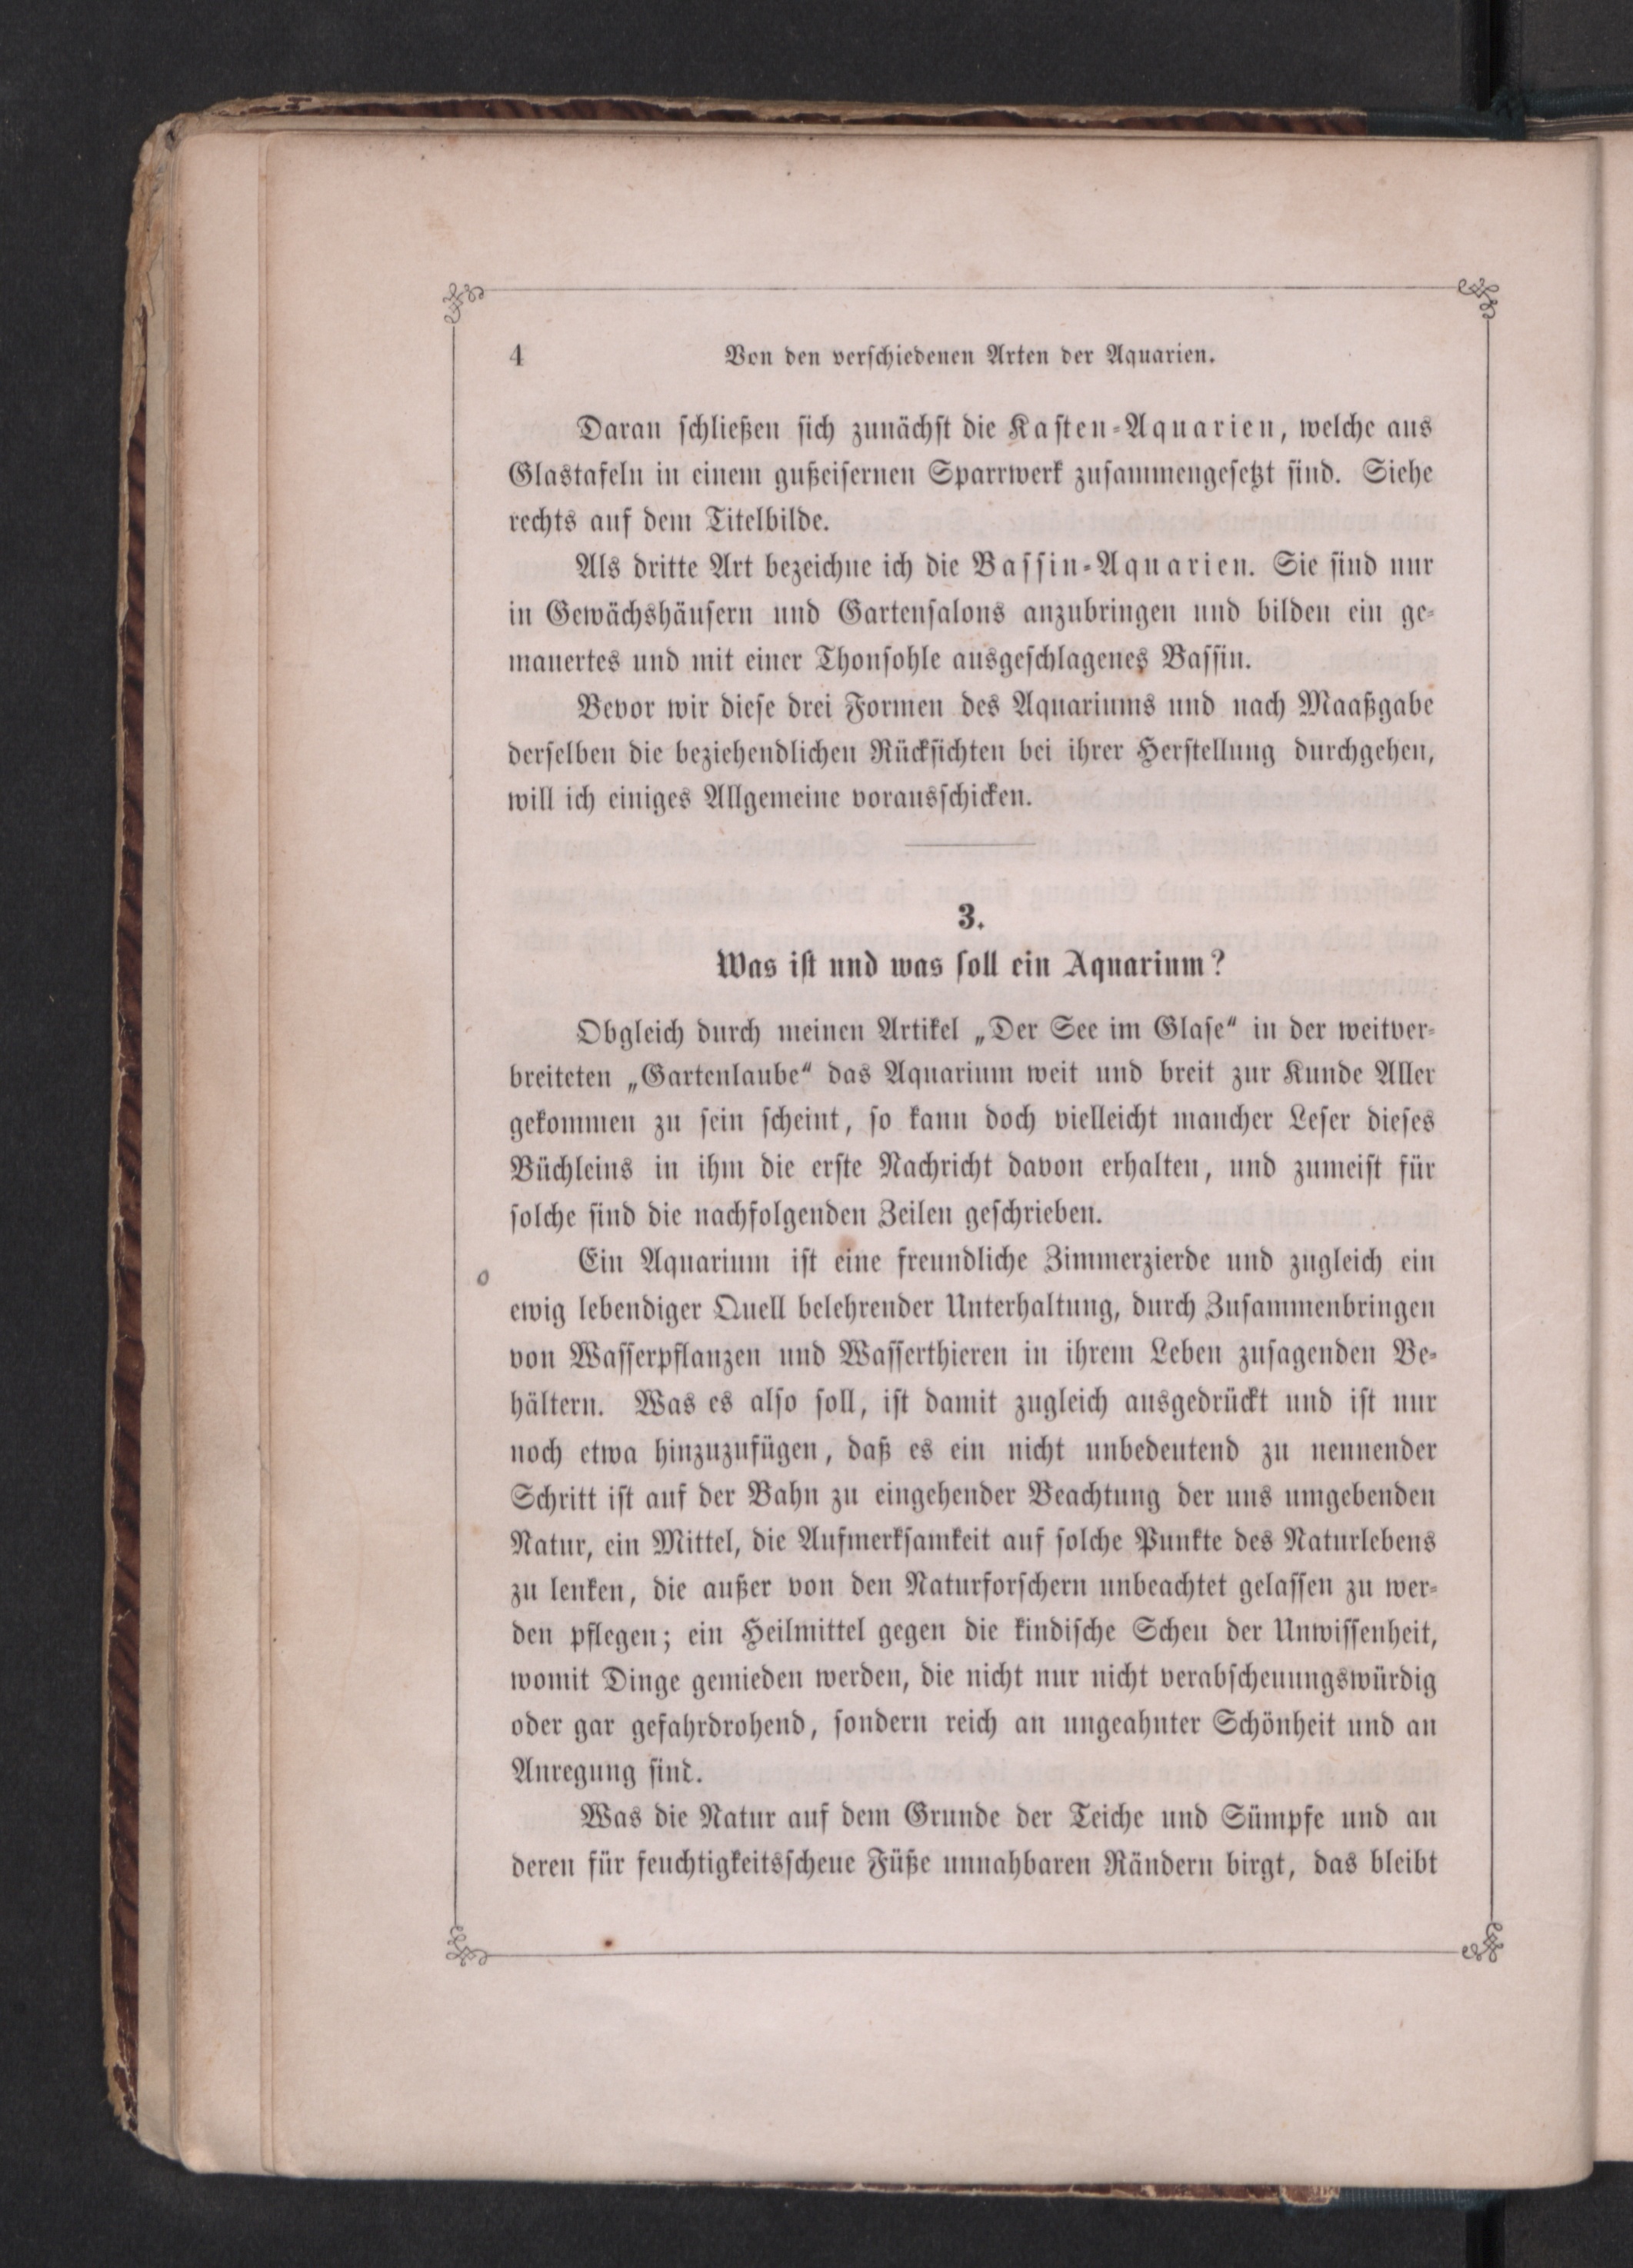 4 Von den verschiedenen Arten der Aquarien.
Daran schließen sich zunächst die Kasten-Aquarien, welche aus
Glastafeln in einem gußeisernen Sparrwerk zusammengesetzt sind. Siehe
rechts auf dem Titelbilde.
Als dritte Art bezeichne ich die Bassin-Aquarien. Sie sind nur
in Gewächshäusern und Gartensalons anzubringen und bilden ein ge-
mauertes und mit einer Thonsohle ausgeschlagenes Bassin.
Bevor wir diese drei Formen des Aquariums und nach Maaßgabe
derselben die beziehendlichen Rücksichten bei ihrer Herstellung durchgehen,
will ich einiges Allgemeine vorausschicken.
3.
Was ist und was soll ein Aquarium?
Obgleich durch meinen Artikel „Der See im Glase“ in der weitver-
breiteten „Gartenlaube“ das Aquarium weit und breit zur Kunde Aller
gekommen zu sein scheint, so kann doch vielleicht mancher Leser dieses
Büchleins in ihm die erste Nachricht davon erhalten, und zumeist für
solche sind die nachfolgenden Zeilen geschrieben.
Ein Aquarium ist eine freundliche Zimmerzierde und zugleich ein
ewig lebendiger Quell belehrender Unterhaltung, durch Zusammenbringen
von Wasserpflanzen und Wasserthieren in ihrem Leben zusagenden Be-
hältern. Was es also soll, ist damit zugleich ausgedrückt und ist nur
noch etwa hinzuzufügen, daß es ein nicht unbedeutend zu nennender
Schritt ist auf der Bahn zu eingehender Beachtung der uns umgebenden
Natur, ein Mittel, die Aufmerksamkeit auf solche Punkte des Naturlebens
zu lenken, die außer von den Naturforschern unbeachtet gelassen zu wer-
den pflegen; ein Heilmittel gegen die kindische Scheu der Unwissenheit,
womit Dinge gemieden werden, die nicht nur nicht verabscheuungswürdig
oder gar gefahrdrohend, sondern reich an ungeahnter Schönheit und an
Anregung sind.
Was die Natur auf dem Grunde der Teiche und Sümpfe und an
deren für feuchtigkeitsscheue Füße unnahbaren Rändern birgt, das bleibt